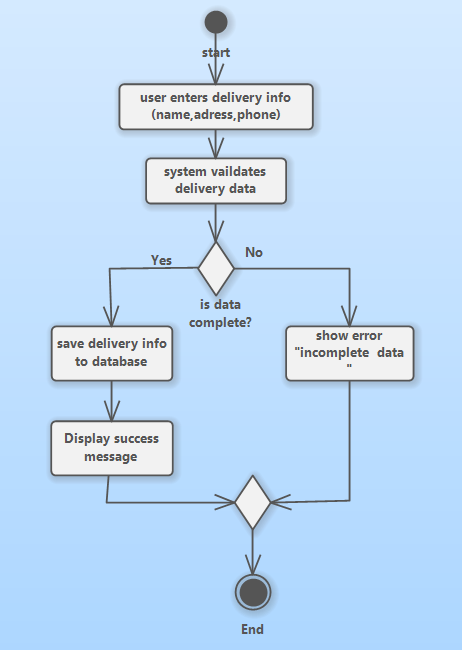 start
user enters delivery info
(name,adress,phone)
system vaildates
delivery data
Yes
No
is data
complete?
save delivery info
to database
show error
"incomplete data
"
Display success
message
End